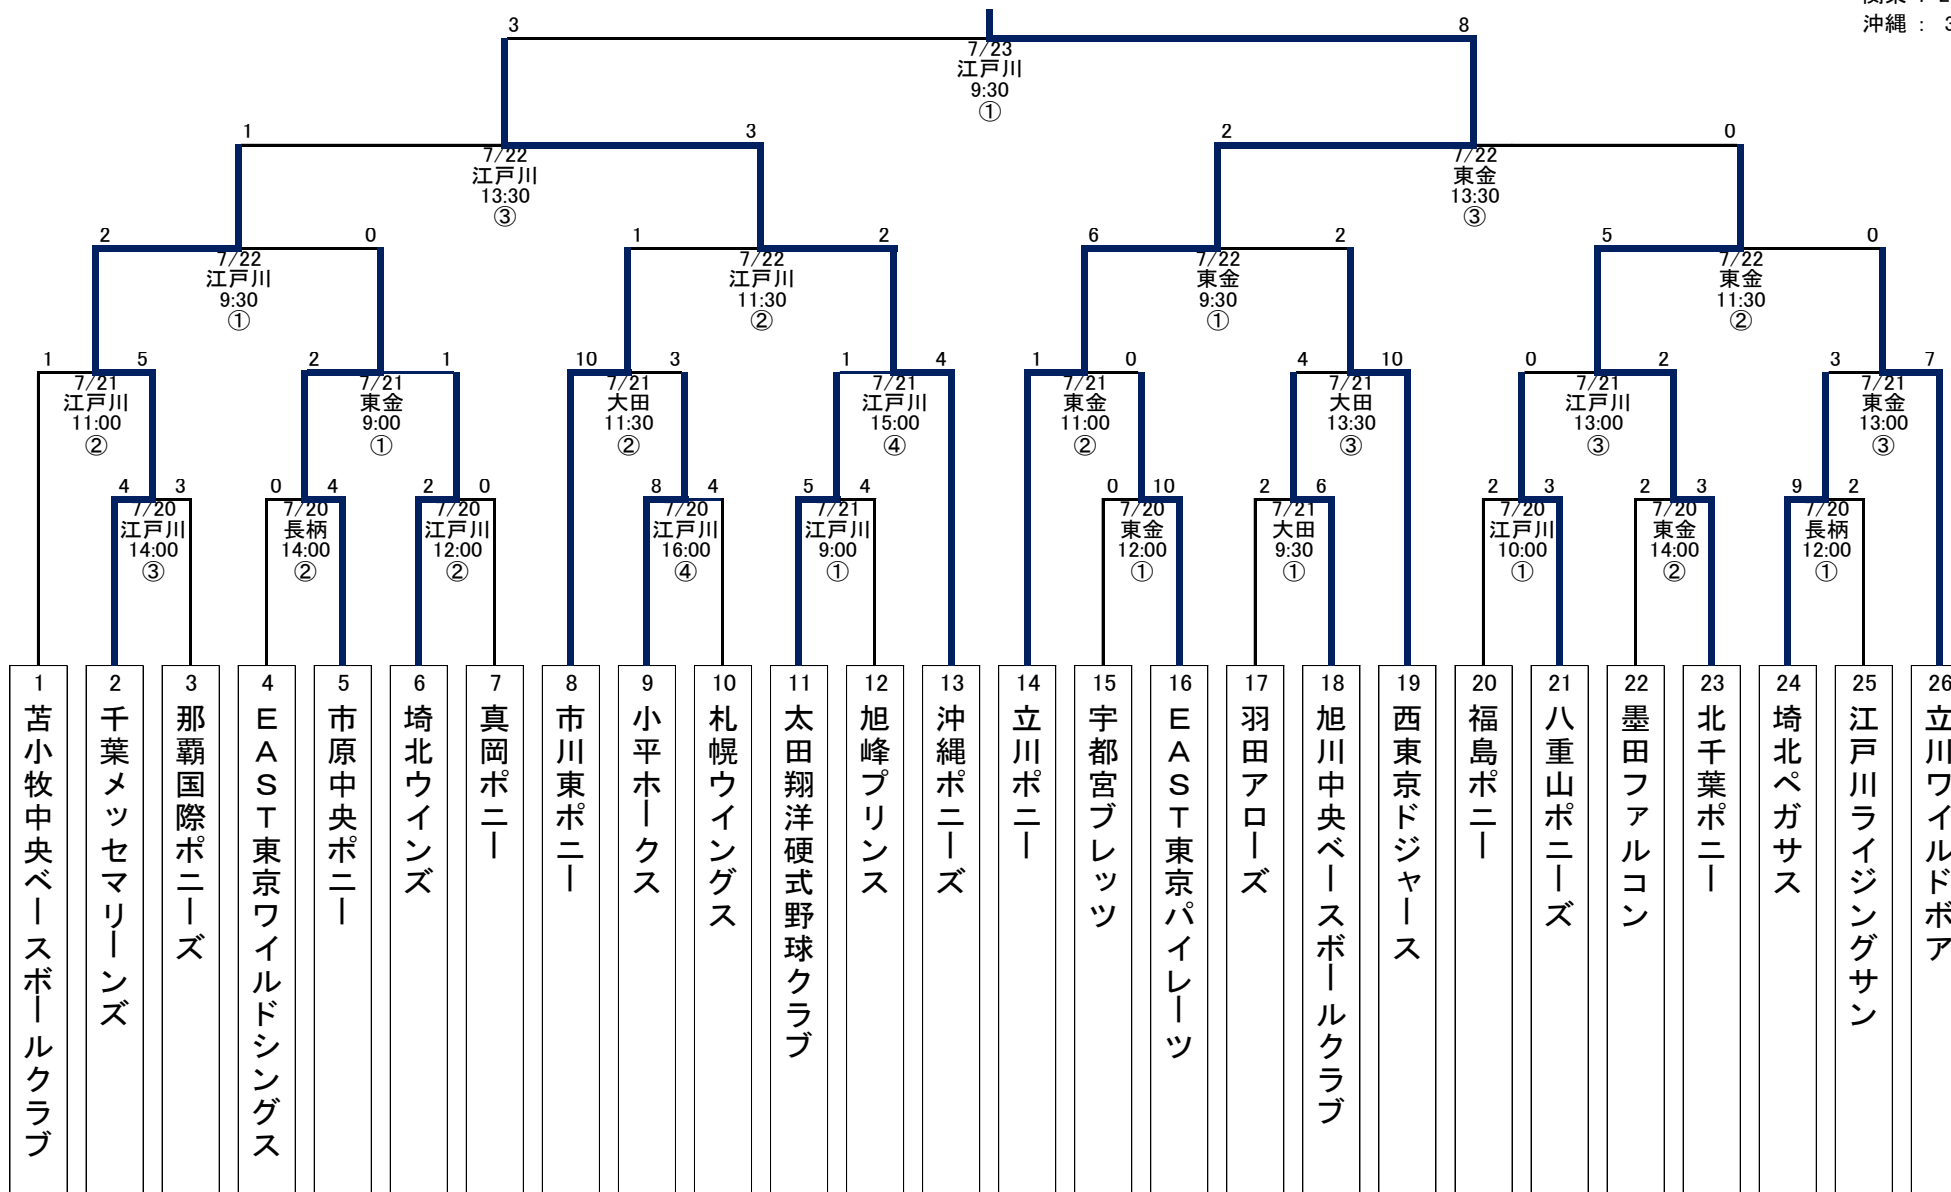 関東 : 2
沖縄 : 3
3
8
7/23
江戸川
9:30
①
1
3
2
0
7/22
江戸川
13:30
③
7/22
東金
13:30
③
2
0
1
2
6
2
5
0
7/22
江戸川
9:30
①
7/22
江戸川
11:30
②
7/22
東金
9:30
①
7/22
東金
11:30
②
1
5
2
1
10
3
1
4
1
0
4
10
0
2
3
7
7/21
江戸川
11:00
②
7/21
東金
9:00
①
7/21
大田
11:30
②
7/21
江戸川
15:00
④
7/21
東金
11:00
②
7/21
大田
13:30
③
7/21
江戸川
13:00
③
7/21
東金
13:00
③
4
3
0
4
2
0
8
4
5
4
0
10
2
6
2
3
2
3
9
2
7/20
江戸川
14:00
③
7/20
長柄
14:00
②
7/20
江戸川
12:00
②
7/20
江戸川
16:00
④
7/21
江戸川
9:00
①
7/20
東金
12:00
①
7/21
大田
9:30
①
7/20
江戸川
10:00
①
7/20
東金
14:00
②
7/20
長柄
12:00
①
1
苫小牧中央ベースボールクラブ
2
千葉メッセマリーンズ
3
那覇国際ポニーズ
4
ＥＡＳＴ東京ワイルドシングス
5
市原中央ポニー
6
埼北ウインズ
7
真岡ポニー
8
市川東ポニー
9
小平ホークス
10
札幌ウイングス
11
太田翔洋硬式野球クラブ
12
旭峰プリンス
13
沖縄ポニーズ
14
立川ポニー
15
宇都宮ブレッツ
16
ＥＡＳＴ東京パイレーツ
17
羽田アローズ
18
旭川中央ベースボールクラブ
19
西東京ドジャース
20
福島ポニー
21
八重山ポニーズ
22
墨田ファルコン
23
北千葉ポニー
24
埼北ペガサス
25
江戸川ライジングサン
26
立川ワイルドボア